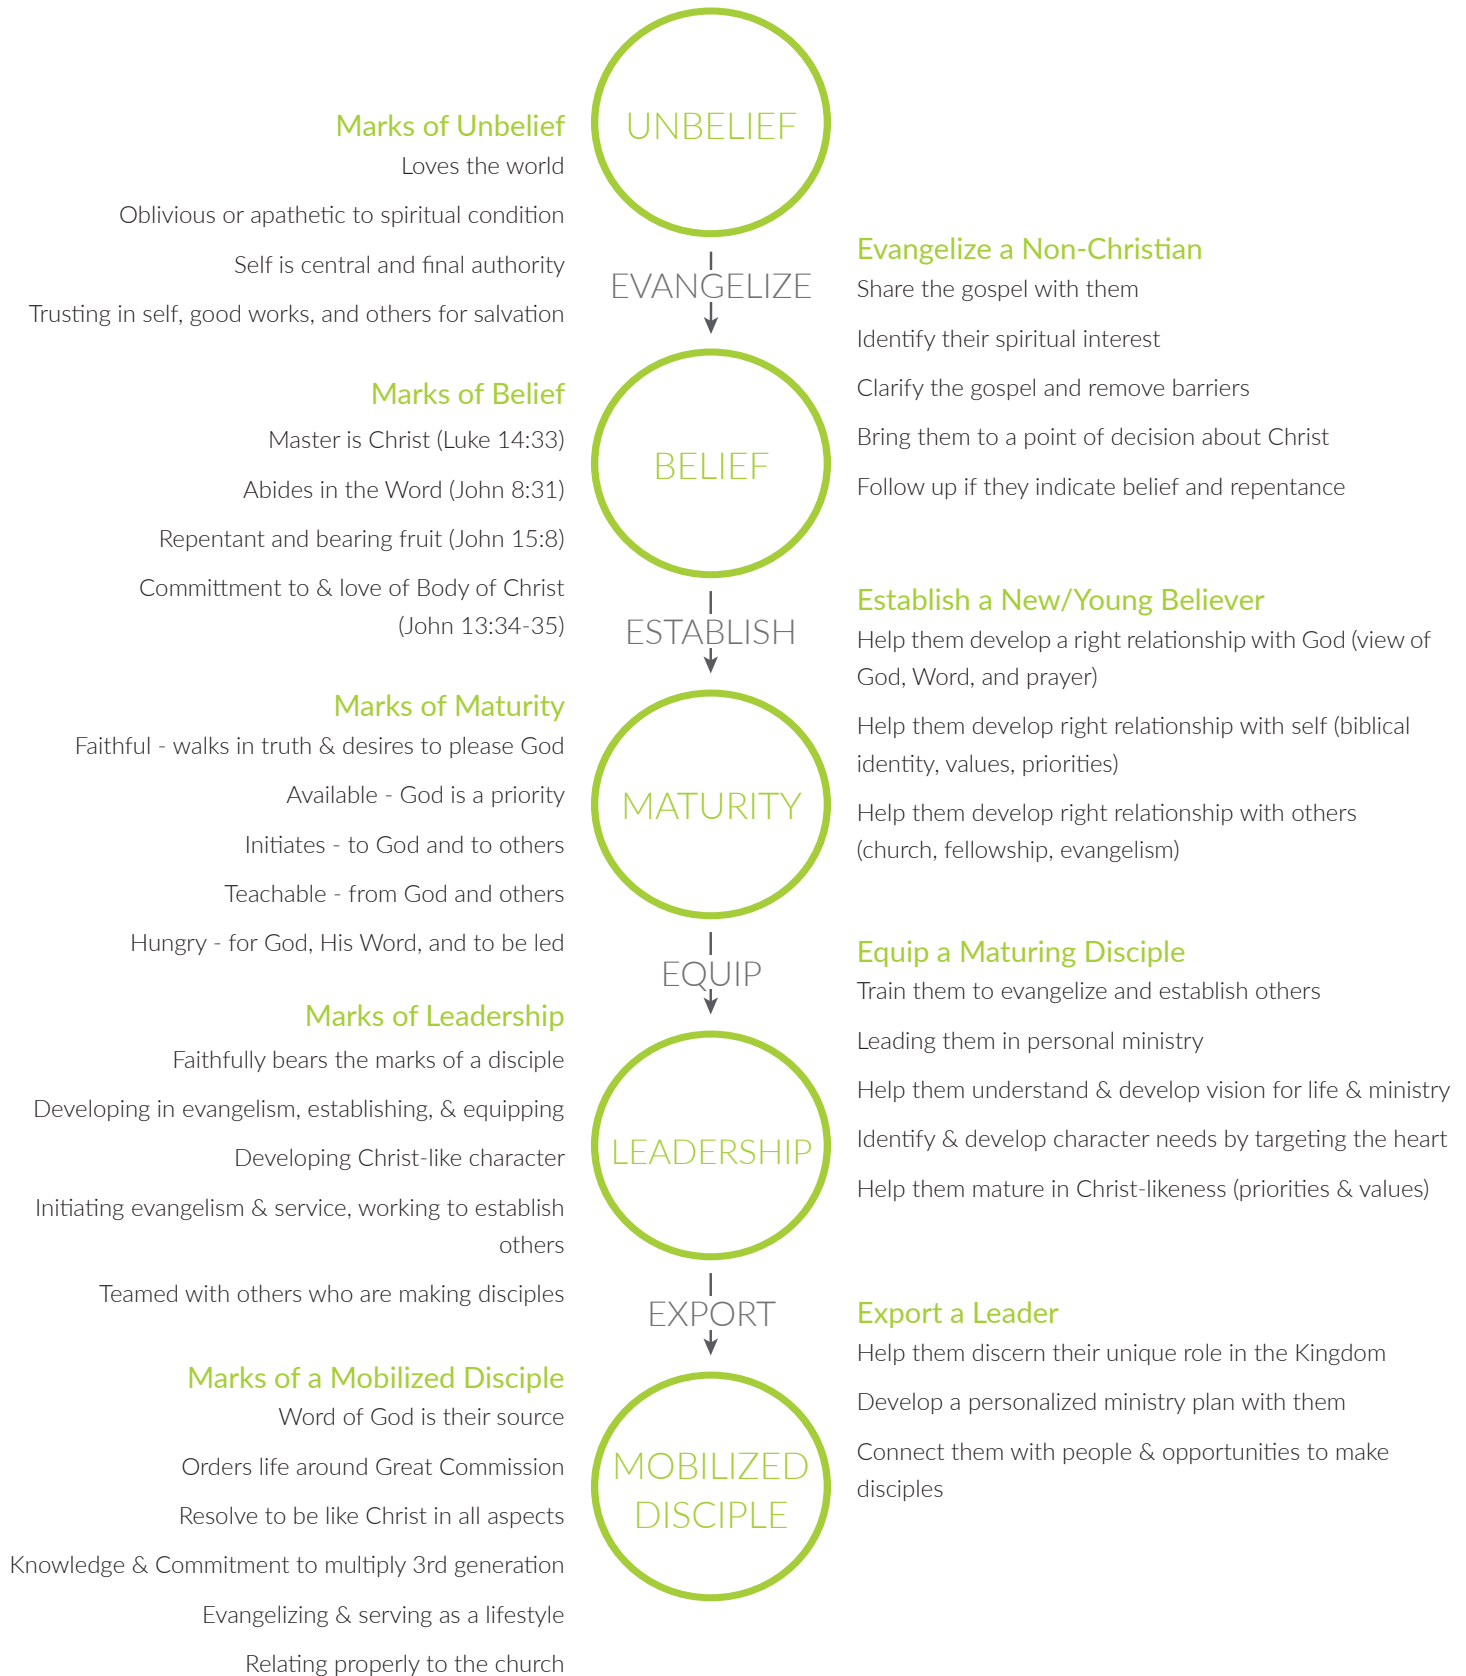 UNBELIEF
Marks of Unbelief
Loves the world
Oblivious or apathetic to spiritual condition
Self is central and final authority
Trusting in self, good works, and others for salvation
EVANGELIZE
Evangelize a Non-Christian
Share the gospel with them
Identify their spiritual interest
Clarify the gospel and remove barriers
Bring them to a point of decision about Christ
Follow up if they indicate belief and repentance
Marks of Belief
Master is Christ (Luke 14:33)
Abides in the Word (John 8:31)
Repentant and bearing fruit (John 15:8)
Committment to & love of Body of Christ
(John 13:34-35)
BELIEF
ESTABLISH
Establish a New/Young Believer
Help them develop a right relationship with God (view of
God, Word, and prayer)
Help them develop right relationship with self (biblical
identity, values, priorities)
Help them develop right relationship with others
(church, fellowship, evangelism)
Marks of Maturity
Faithful - walks in truth & desires to please God
Available - God is a priority
Initiates - to God and to others
Teachable - from God and others
Hungry - for God, His Word, and to be led
MATURITY
EQUIP
Equip a Maturing Disciple
Train them to evangelize and establish others
Leading them in personal ministry
Help them understand & develop vision for life & ministry
Identify & develop character needs by targeting the heart
Help them mature in Christ-likeness (priorities & values)
Marks of Leadership
Faithfully bears the marks of a disciple
Developing in evangelism, establishing, & equipping
Developing Christ-like character
Initiating evangelism & service, working to establish
others
Teamed with others who are making disciples
LEADERSHIP
EXPORT
Export a Leader
Help them discern their unique role in the Kingdom
Develop a personalized ministry plan with them
Connect them with people & opportunities to make
disciples
Marks of a Mobilized Disciple
Word of God is their source
Orders life around Great Commission
Resolve to be like Christ in all aspects
Knowledge & Commitment to multiply 3rd generation
Evangelizing & serving as a lifestyle
Relating properly to the church
MOBILIZED
DISCIPLE